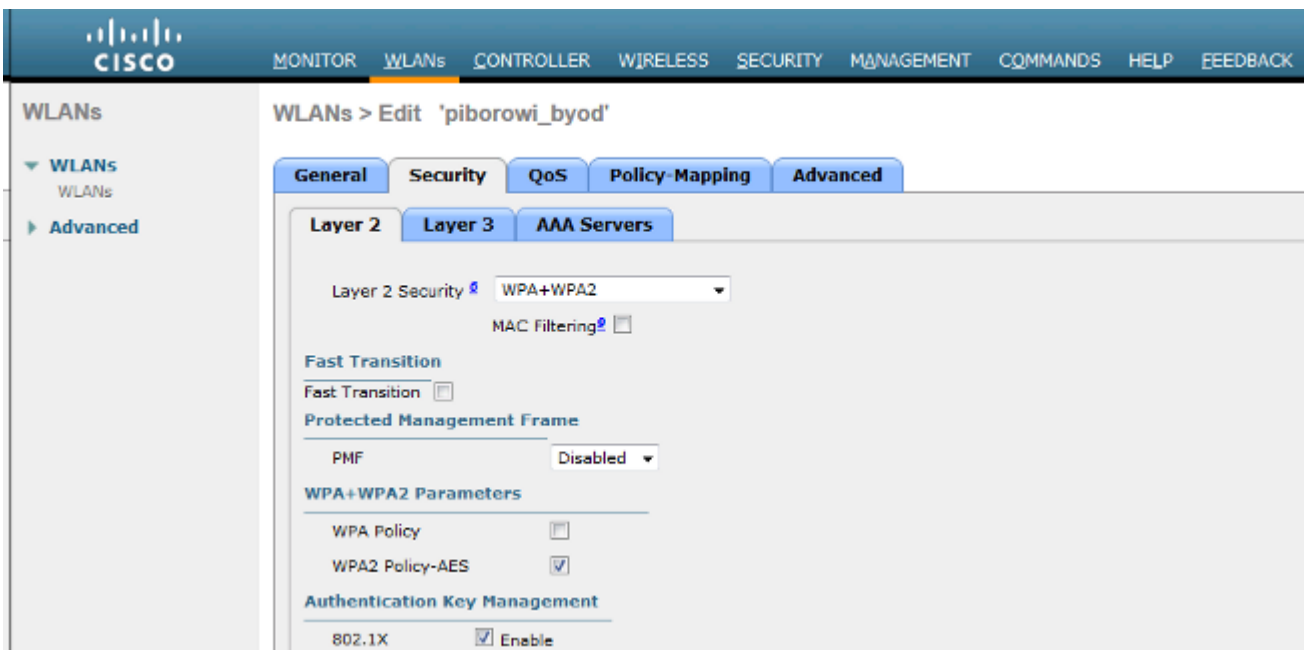 CISCO
MONITOR WLANs CONTROLLER WIRELESS SECURITY MANAGEMENT COMMANDS HELP FEEDBACK
WLANs
WLANs > Edit 'piborowi_byod'
WLANs
WLANs
Advanced
General Security QoS Policy-Mapping Advanced
Layer 2 Layer 3 AAA Servers
Layer 2 Security 6 WPA+WPA2
MAC Filtering 9
Fast Transition
Fast Transition
Protected Management Frame
PMF Disabled
WPA+WPA2 Parameters
WPA Policy
WPA2 Policy-AES
Authentication Key Management
802.1X Enable